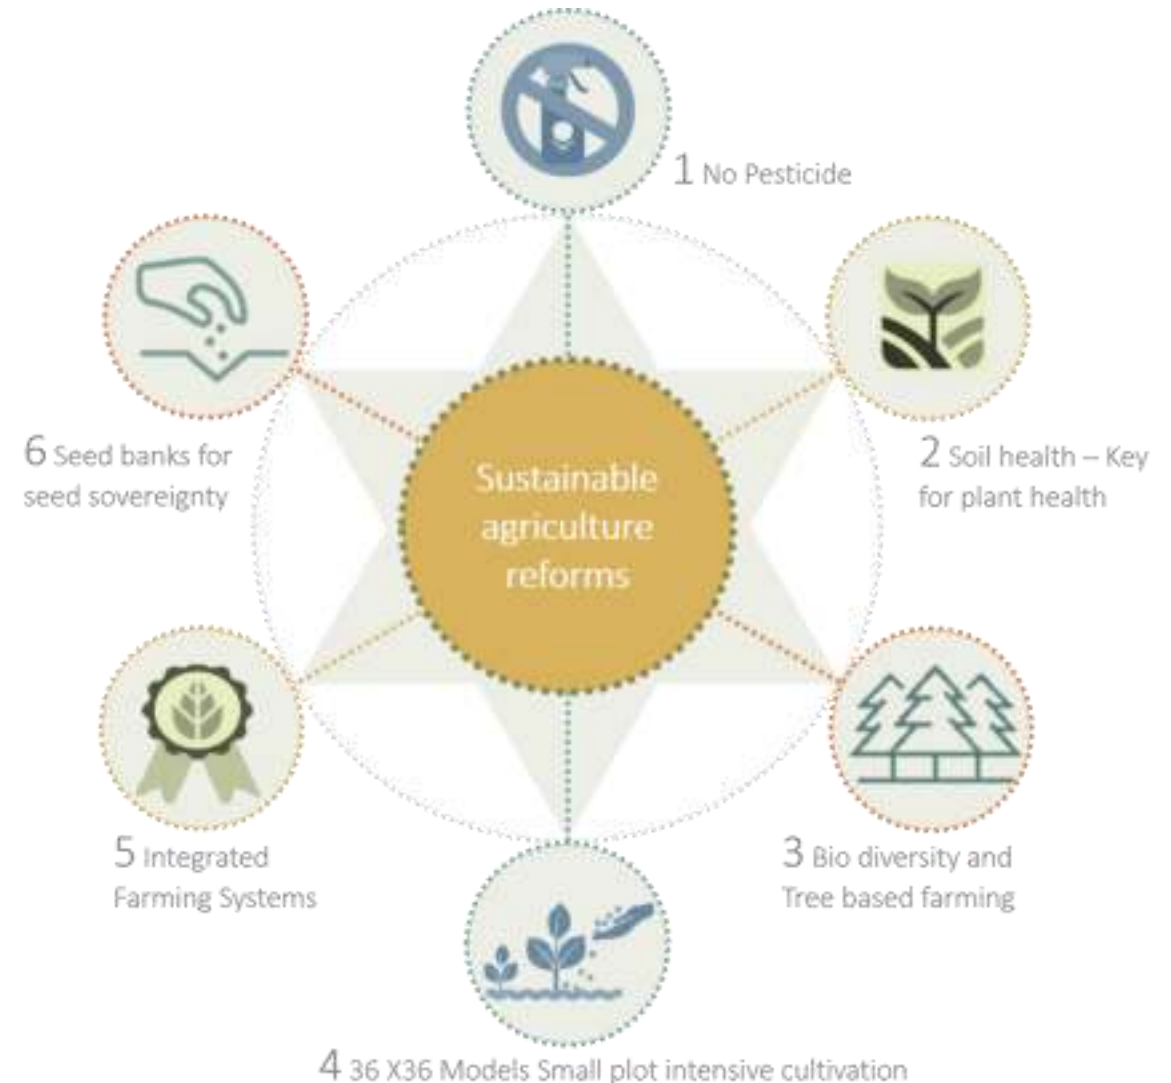 1 No Pesticide
2 Soil health – Key
for plant health
3 Bio diversity and
Tree based farming
4 36 X36 Models Small plot intensive cultivation
5 Integrated
Farming Systems
6 Seed banks for
seed sovereignty
Sustainable
agriculture
reforms